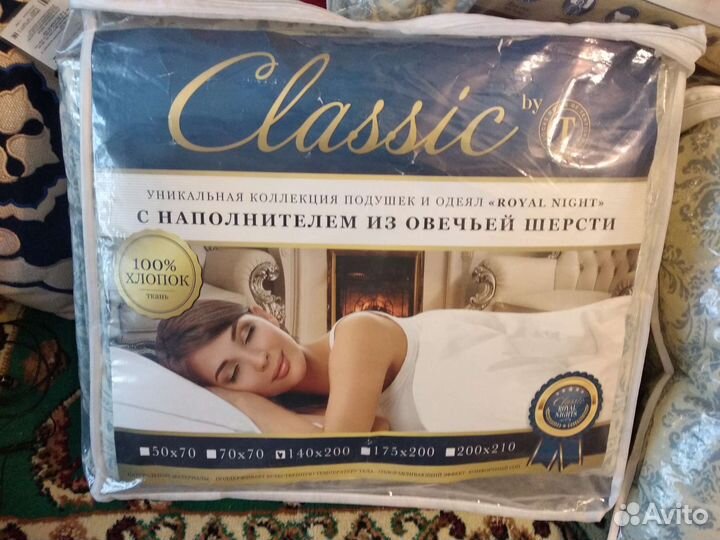 Classic
by
T
УНИКАЛЬНАЯ КОЛЛЕКЦИЯ ПОДУШЕК И ОДЕЯЛ «ROYAL NIGHT»
С НАПОЛНИТЕЛЕМ ИЗ ОВЕЧЬЕЙ ШЕРСТИ
100%
ХЛОПОК
ткань
Classic
ROYAL
NIGHTS
50x70 70x70 140x200 175x200 200x210
Avito